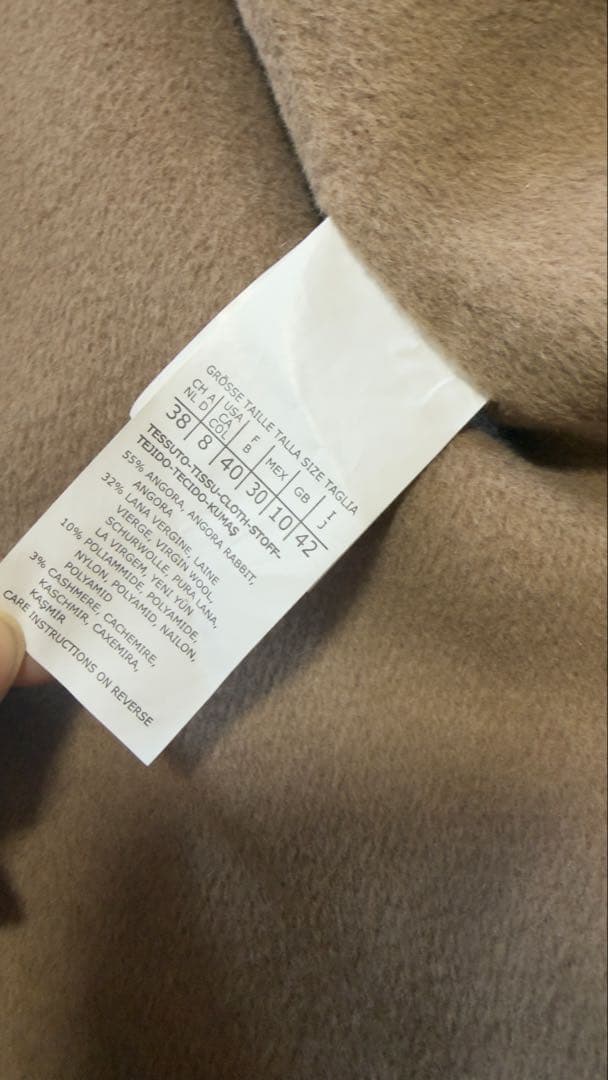 GRÖSSE TAILLE TALLA SIZE TAGLIA
CH A USA F MEX GB I
NL D CA B J
COL
38 8 40 30 10 42
TESSUTO-TISSU-CLOTH-STOFF-
TEJIDO-TECIDO-KUMAŞ
55% ANGORA, ANGORA RABBIT,
ANGORA
32% LANA VERGINE, LAINE
VIERGE, VIRGIN WOOL,
SCHURWOLLE, PURA LANA,
LA VIRGEM, YENI YÜN
10% POLIAMMIDE, POLYAMIDE,
NYLON, POLYAMID, NAILON,
POLYAMID
3% CASHMERE, CACHEMIRE,
KASCHMIR, CAXEMIRA,
KAŞMİR
CARE INSTRUCTIONS ON REVERSE